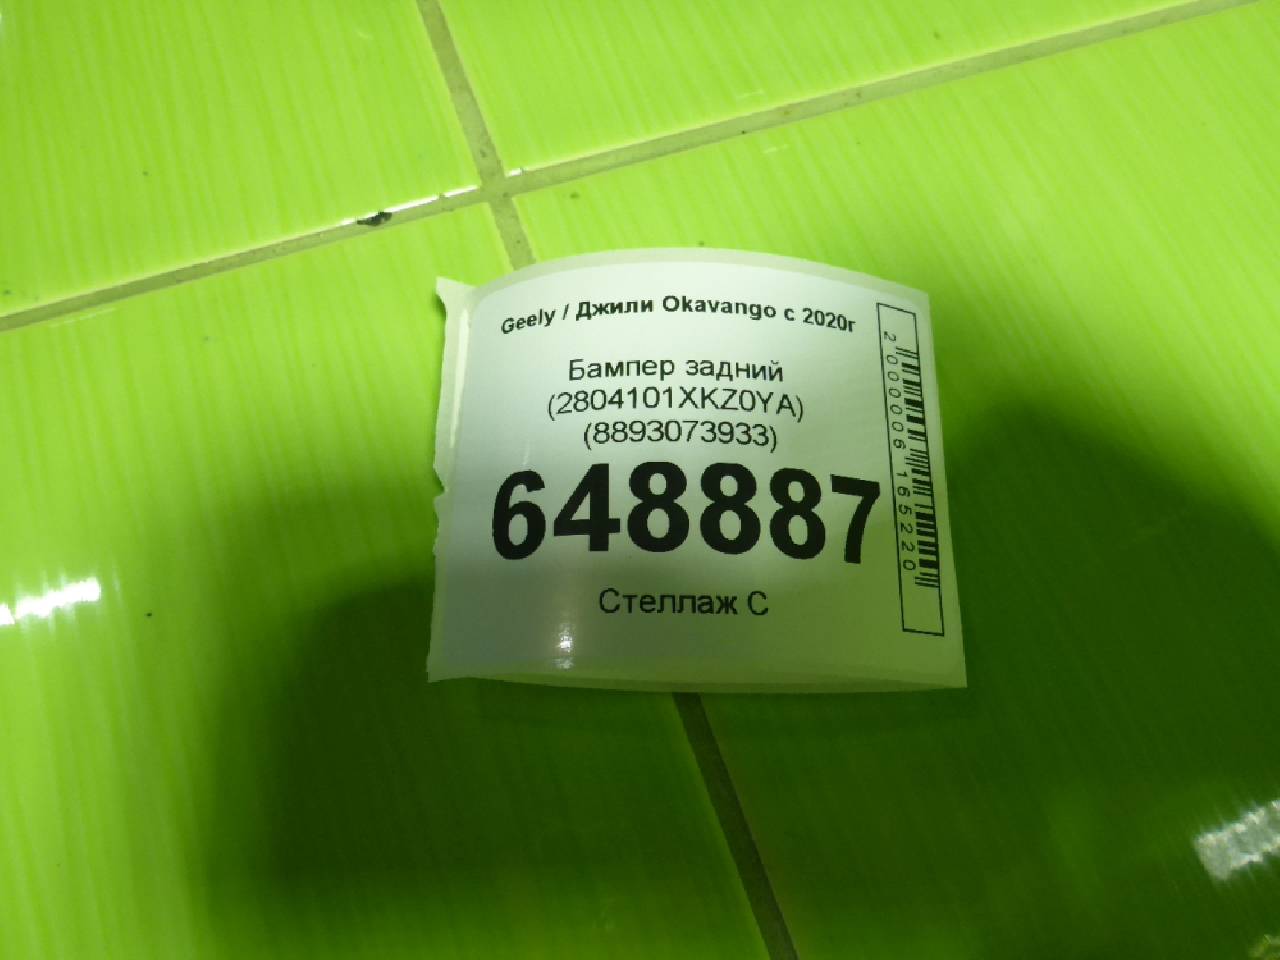 Geely / Джили Okavango с 2020г
Бампер задний
(2804101XKZ0YA)
(8893073933)
648887
Стеллаж С
2000006165220